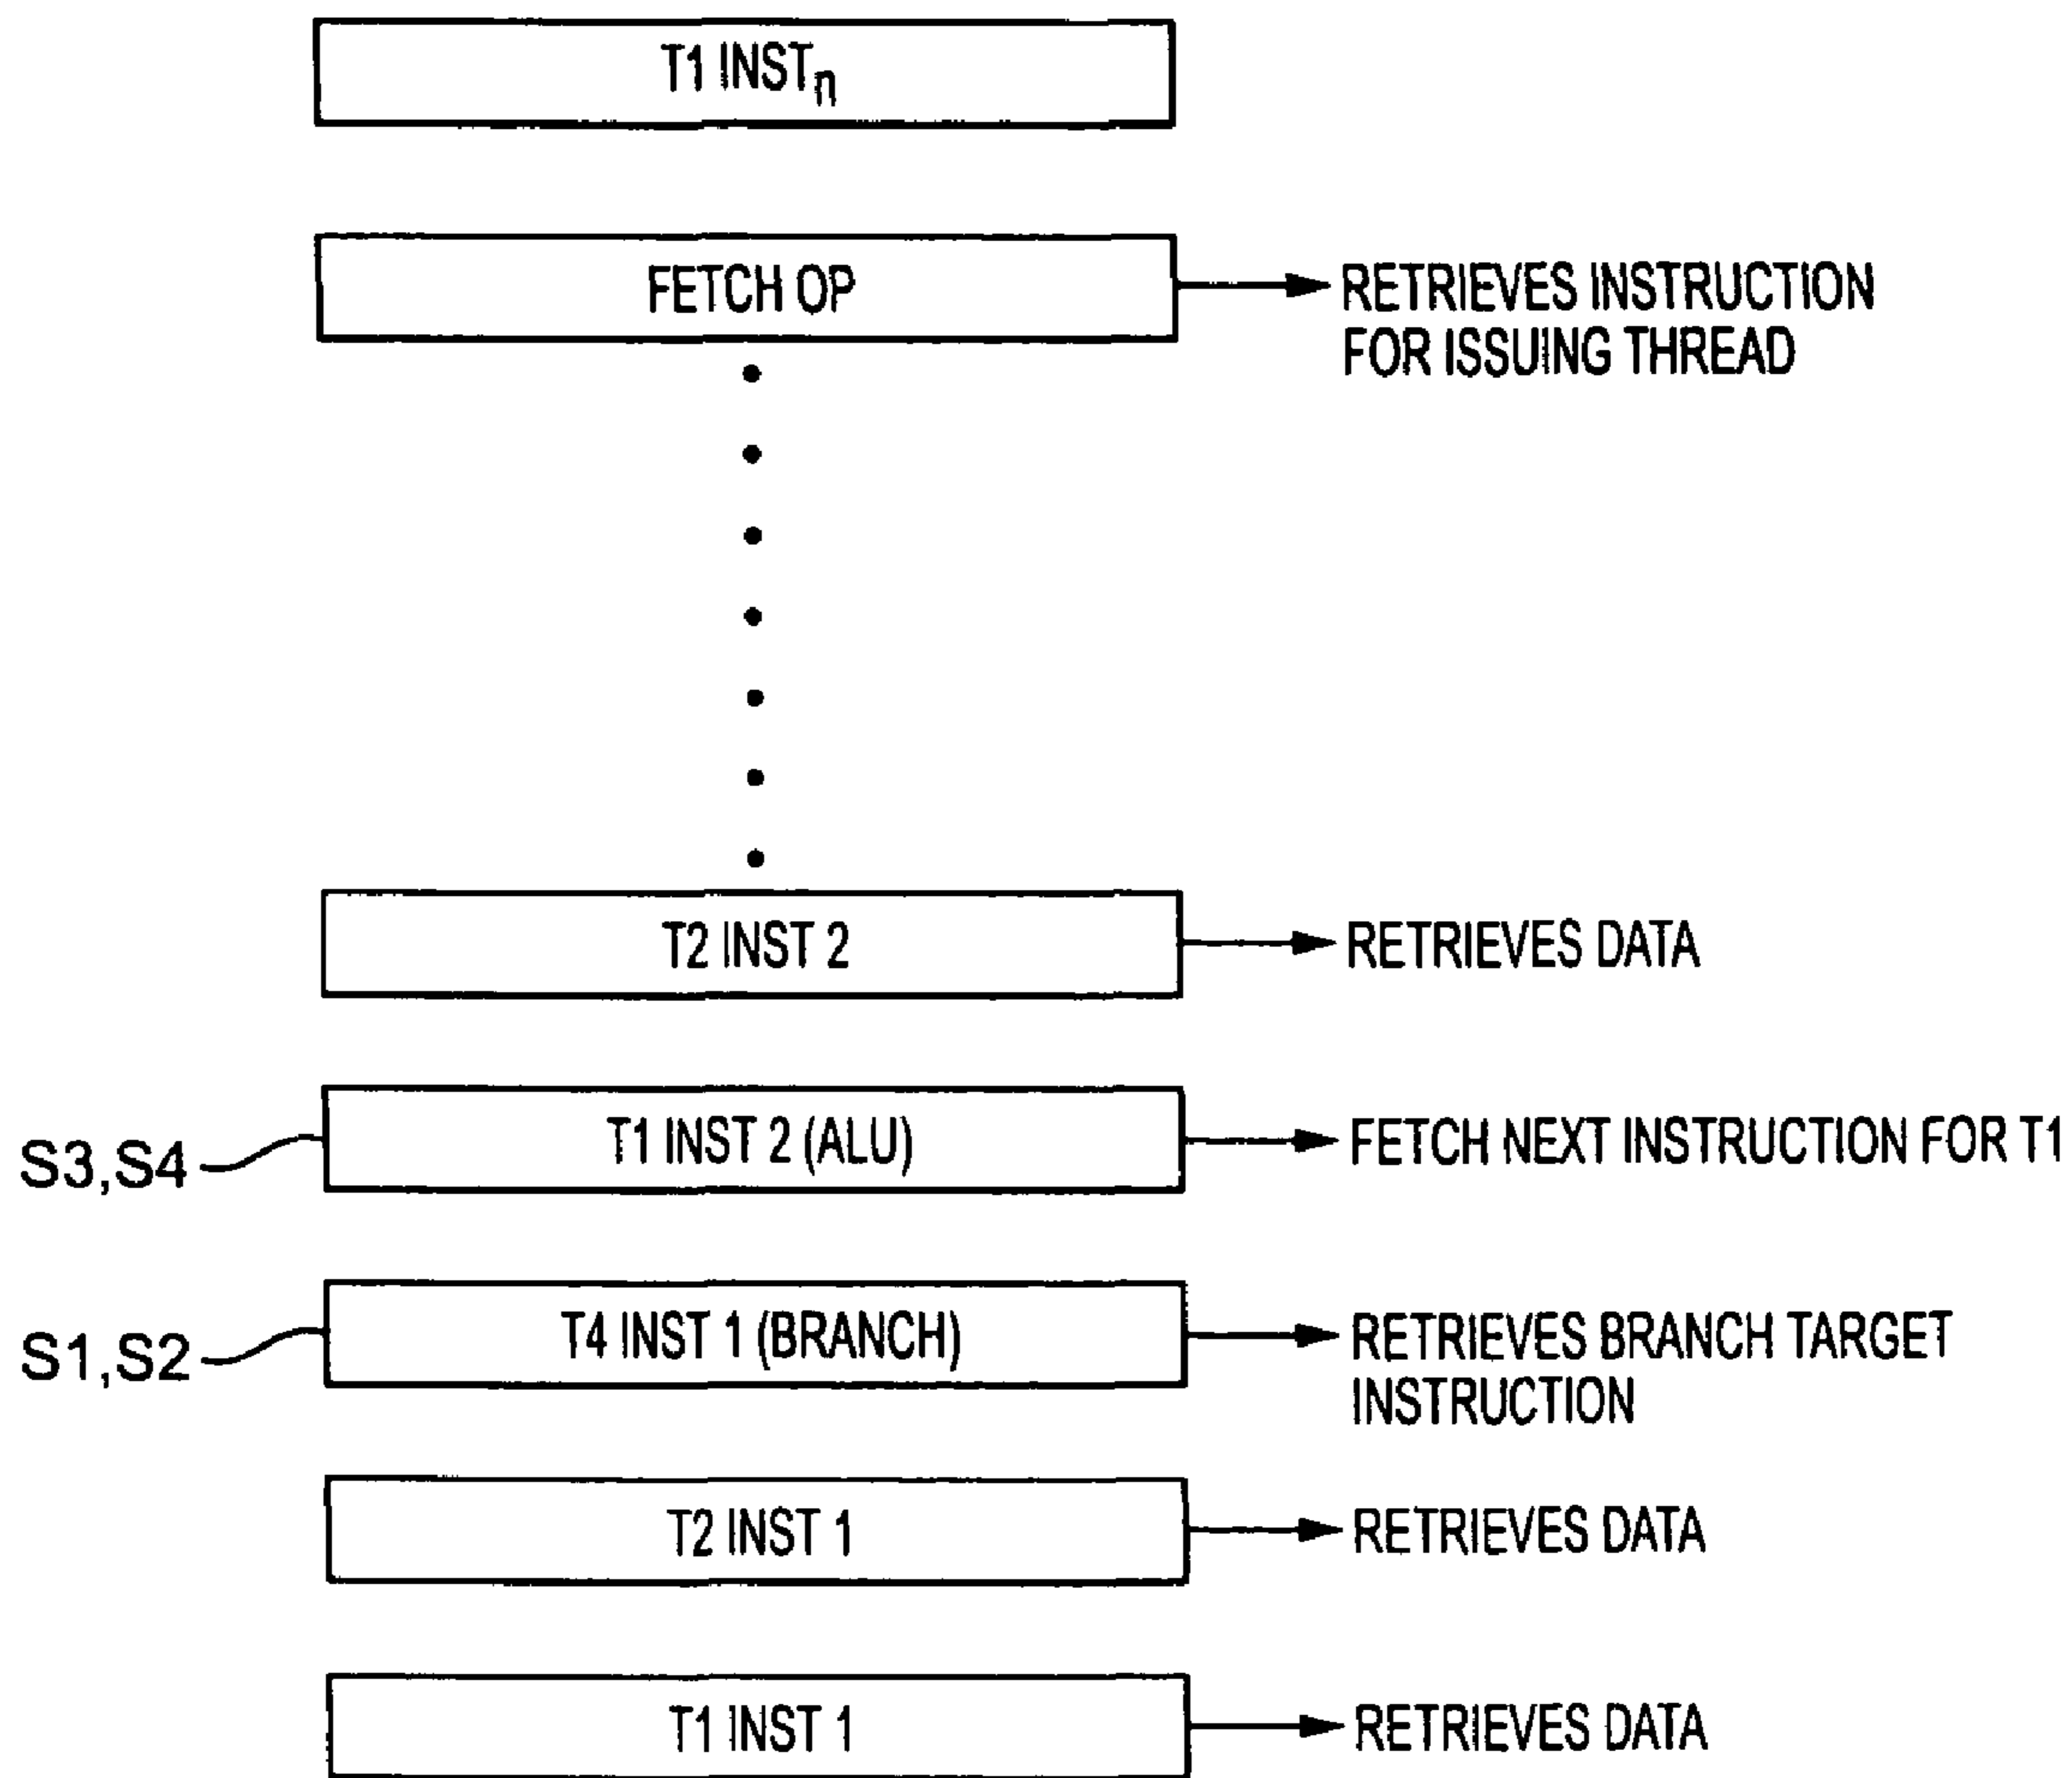 T1 INSTn
FETCH OP
RETRIEVES INSTRUCTION
FOR ISSUING THREAD
T2 INST 2
RETRIEVES DATA
S3,S4
T1 INST 2 (ALU)
FETCH NEXT INSTRUCTION FOR T1
S1,S2
T4 INST 1 (BRANCH)
RETRIEVES BRANCH TARGET
INSTRUCTION
T2 INST 1
RETRIEVES DATA
T1 INST 1
RETRIEVES DATA